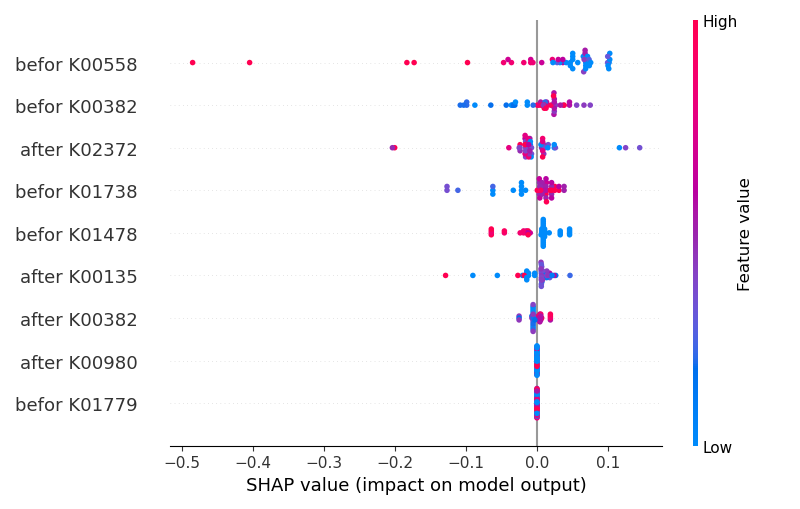 High
befor K00558
befor K00382
after K02372
befor K01738
befor K01478
after K00135
after K00382
after K00980
befor K01779
Feature value
Low
−0.5 −0.4 −0.3 −0.2 −0.1 0.0 0.1
SHAP value (impact on model output)